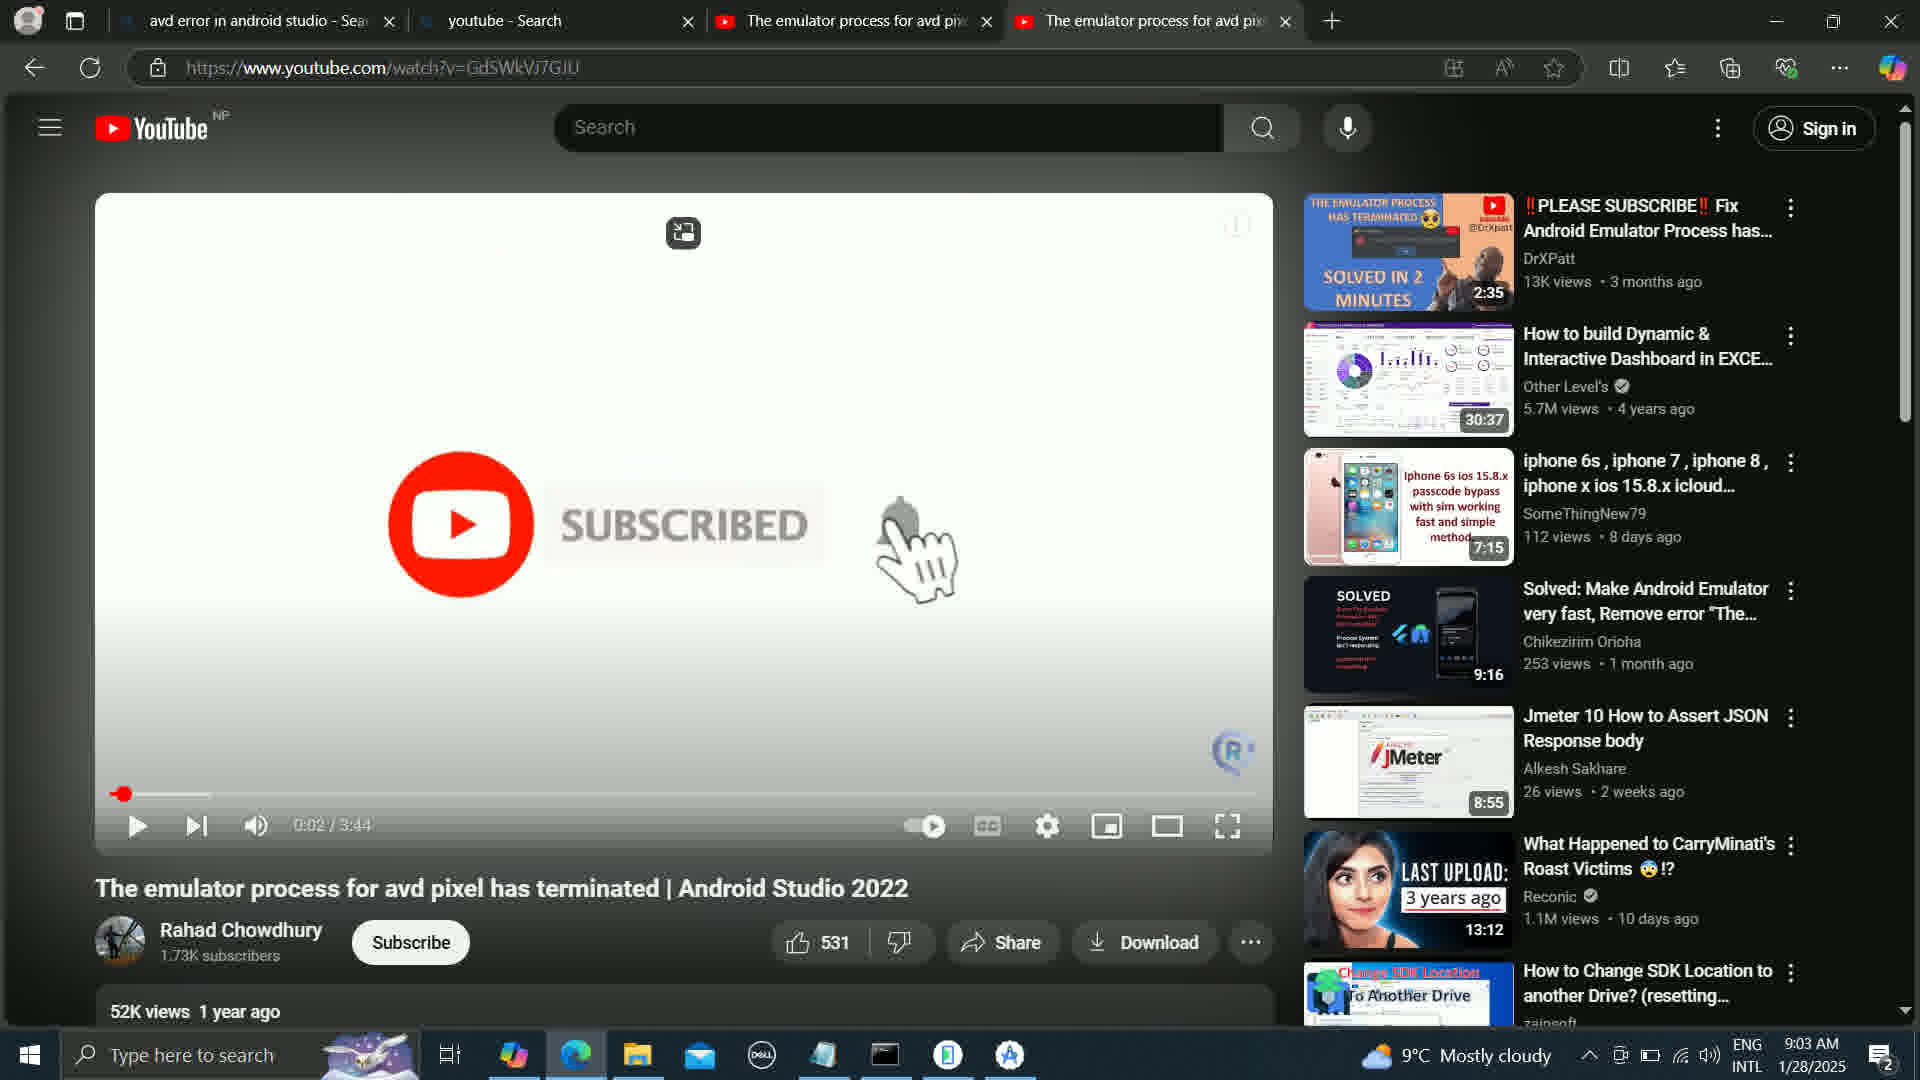 avd error in android studio - Sea
youtube - Search
The emulator process for avd pix
The emulator process for avd pix
https://www.youtube.com/watch?v=GdSWkVJ7GJU
YouTube NP
Search
Sign in
SUBSCRIBED
0:02 / 3:44
The emulator process for avd pixel has terminated | Android Studio 2022
Rahad Chowdhury
1.73K subscribers
Subscribe
531
Share
Download
52K views 1 year ago
THE EMULATOR PROCESS
HAS TERMINATED
@DrXpatt
SOLVED IN 2
MINUTES
2:35
‼PLEASE SUBSCRIBE‼ Fix
Android Emulator Process has...
DrXPatt
13K views • 3 months ago
30:37
How to build Dynamic &
Interactive Dashboard in EXCE...
Other Level's
5.7M views • 4 years ago
Iphone 6s ios 15.8.x
passcode bypass
with sim working
fast and simple
method.
7:15
iphone 6s , iphone 7 , iphone 8 ,
iphone x ios 15.8.x icloud...
SomeThingNew79
112 views • 8 days ago
SOLVED
9:16
Solved: Make Android Emulator
very fast, Remove error "The...
Chikezirim Orioha
253 views • 1 month ago
JMeter
8:55
Jmeter 10 How to Assert JSON
Response body
Alkesh Sakhare
26 views • 2 weeks ago
LAST UPLOAD:
3 years ago
13:12
What Happened to CarryMinati's
Roast Victims 😨!?
Reconic
1.1M views • 10 days ago
Change SDK Location
To Another Drive
How to Change SDK Location to
another Drive? (resetting...
zainsoft
Type here to search
DELL
9°C Mostly cloudy
ENG
INTL
9:03 AM
1/28/2025
2